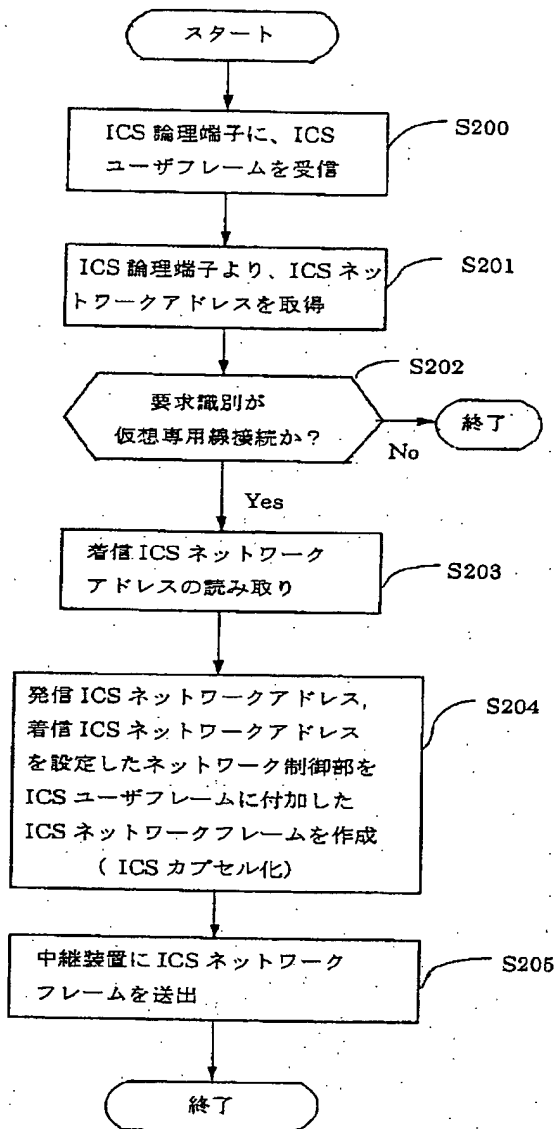 スタート
ICS 論理端子に、ICS
ユーザフレームを受信
S200
ICS 論理端子より、ICS ネッ
トワークアドレスを取得
S201
S202
要求識別が
仮想専用線接続か？
No
終了
Yes
着信 ICS ネットワーク
アドレスの読み取り
S203
発信 ICS ネットワークアドレス,
着信 ICS ネットワークアドレス
を設定したネットワーク制御部を
ICS ユーザフレームに付加した
ICS ネットワークフレームを作成
( ICS カプセル化)
S204
中継装置に ICS ネットワーク
フレームを送出
S205
終了